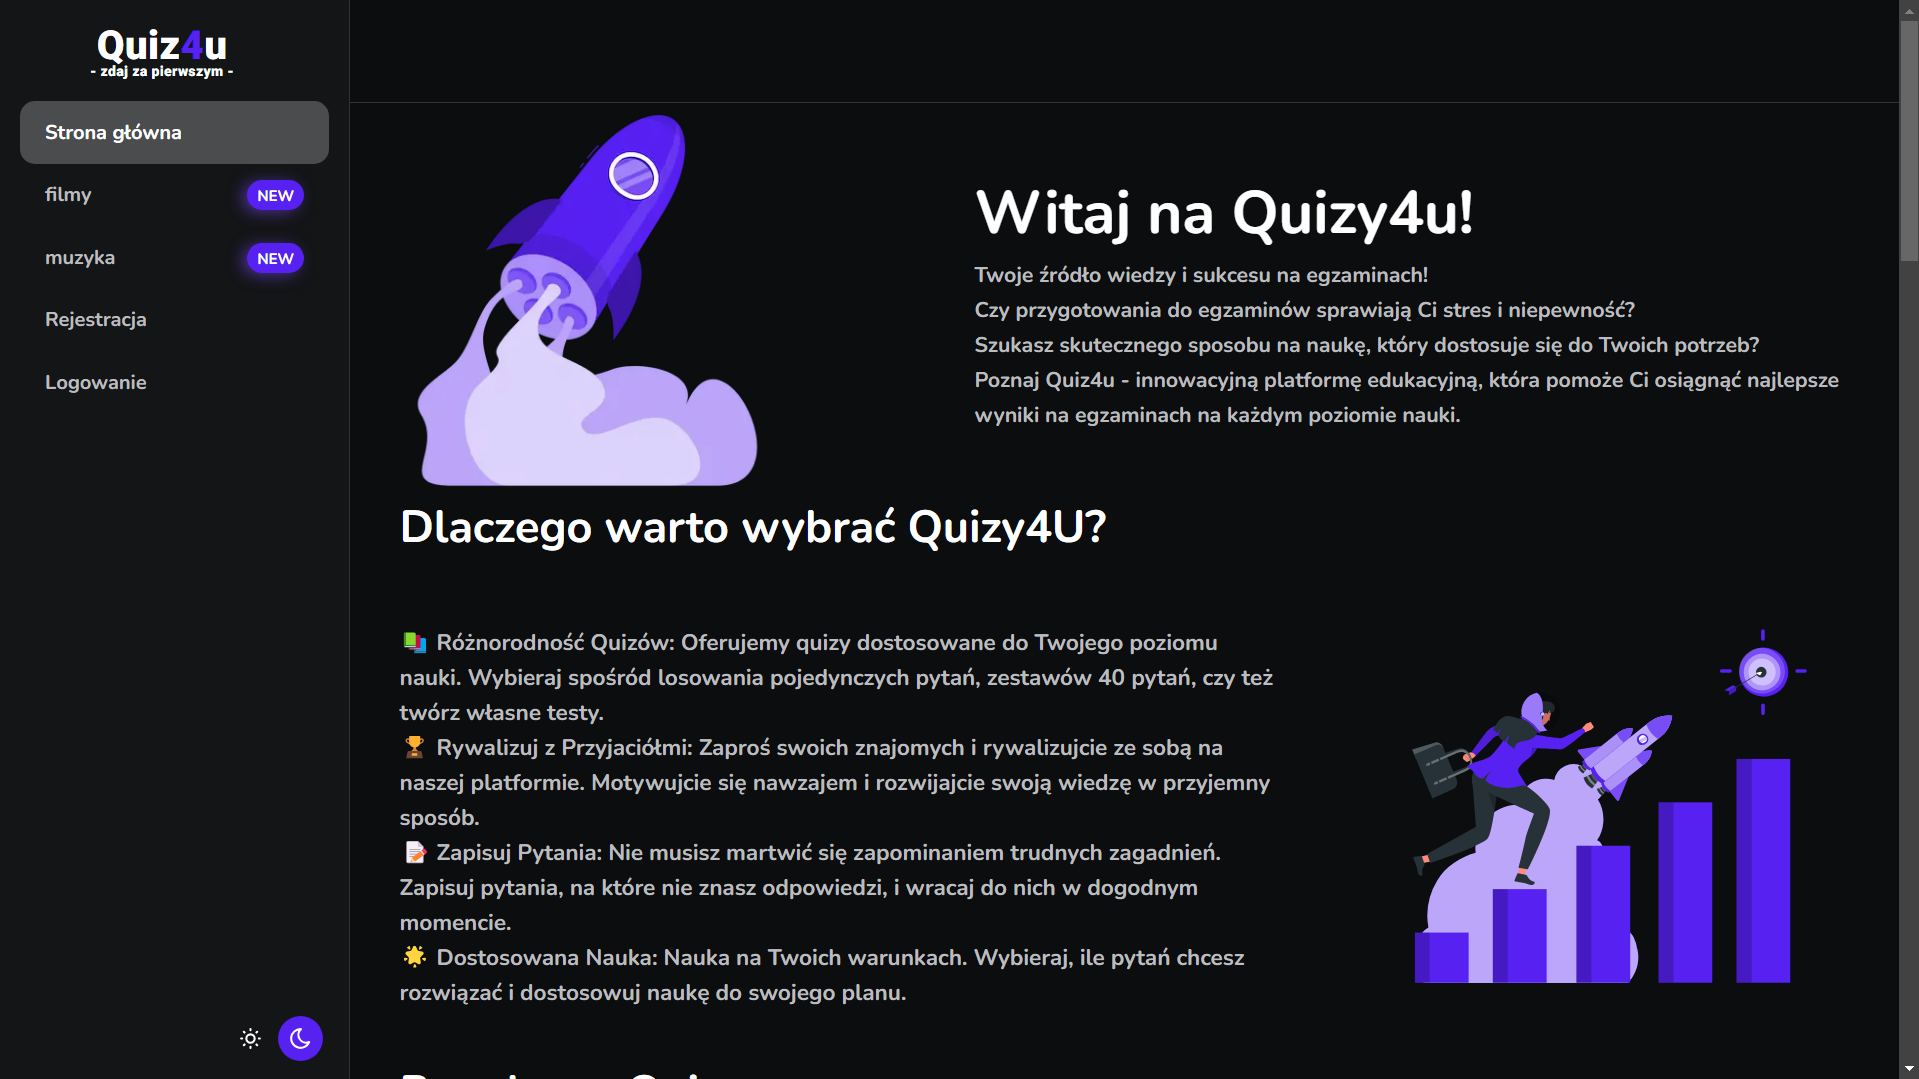 Quiz4u
- zdaj za pierwszym -
Strona główna
filmy NEW
muzyka NEW
Rejestracja
Logowanie
Witaj na Quizy4u!
Twoje źródło wiedzy i sukcesu na egzaminach!
Czy przygotowania do egzaminów sprawiają Ci stres i niepewność?
Szukasz skutecznego sposobu na naukę, który dostosuje się do Twoich potrzeb?
Poznaj Quiz4u - innowacyjną platformę edukacyjną, która pomoże Ci osiągnąć najlepsze
wyniki na egzaminach na każdym poziomie nauki.
Dlaczego warto wybrać Quizy4U?
📚 Różnorodność Quizów: Oferujemy quizy dostosowane do Twojego poziomu
nauki. Wybieraj spośród losowania pojedynczych pytań, zestawów 40 pytań, czy też
twórz własne testy.
🏆 Rywalizuj z Przyjaciółmi: Zaproś swoich znajomych i rywalizujcie ze sobą na
naszej platformie. Motywujcie się nawzajem i rozwijajcie swoją wiedzę w przyjemny
sposób.
📝 Zapisuj Pytania: Nie musisz martwić się zapominaniem trudnych zagadnień.
Zapisuj pytania, na które nie znasz odpowiedzi, i wracaj do nich w dogodnym
momencie.
🌟 Dostosowana Nauka: Nauka na Twoich warunkach. Wybieraj, ile pytań chcesz
rozwiązać i dostosowuj naukę do swojego planu.